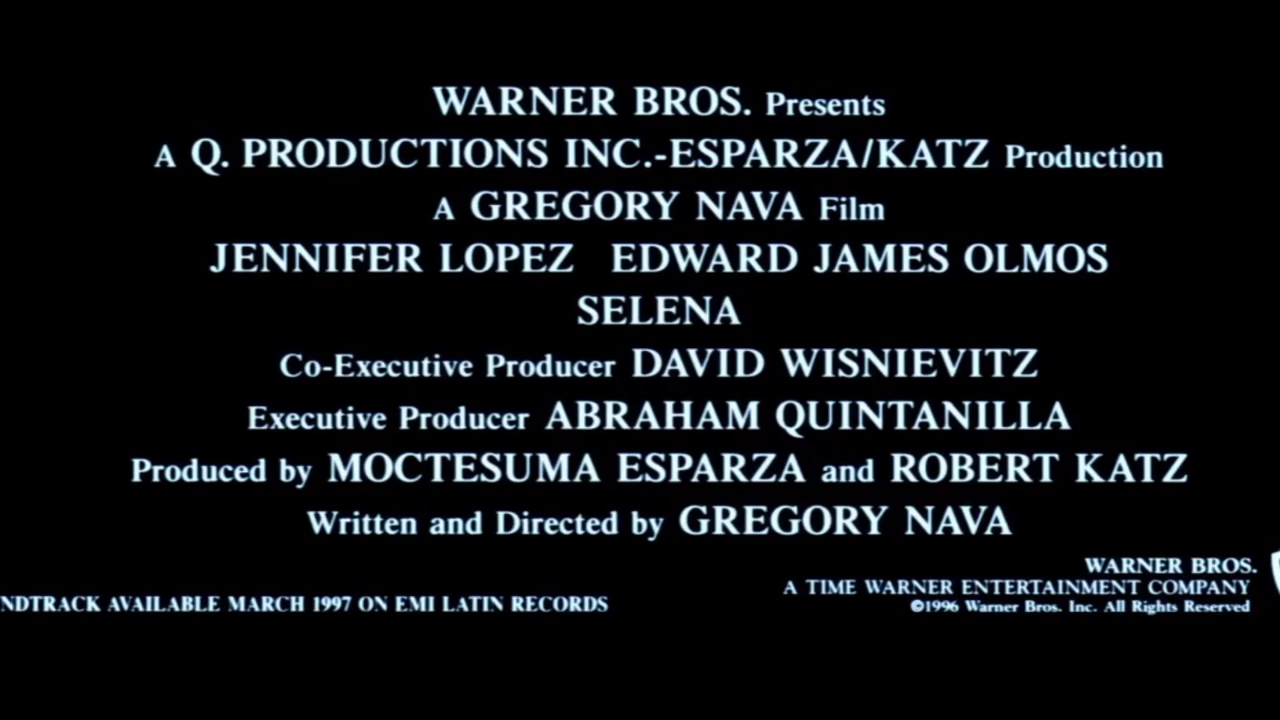 WARNER BROS. Presents
A Q. PRODUCTIONS INC.-ESPARZA/KATZ Production
A GREGORY NAVA Film
JENNIFER LOPEZ EDWARD JAMES OLMOS
SELENA
Co-Executive Producer DAVID WISNIEVITZ
Executive Producer ABRAHAM QUINTANILLA
Produced by MOCTESUMA ESPARZA and ROBERT KATZ
Written and Directed by GREGORY NAVA
NDTRACK AVAILABLE MARCH 1997 ON EMI LATIN RECORDS
WARNER BROS.
A TIME WARNER ENTERTAINMENT COMPANY
©1996 Warner Bros. Inc. All Rights Reserved